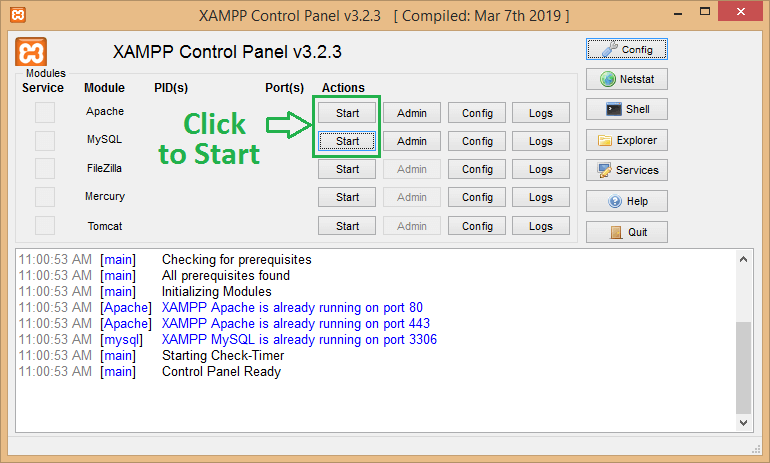 XAMPP Control Panel v3.2.3 [ Compiled: Mar 7th 2019 ]
XAMPP Control Panel v3.2.3
Config
Modules
Service Module PID(s) Port(s) Actions
Netstat
Apache Start Admin Config Logs
Shell
Click
to Start
MySQL Start Admin Config Logs
Explorer
FileZilla Start Admin Config Logs
Services
Mercury Start Admin Config Logs
Help
Tomcat Start Admin Config Logs
Quit
11:00:53 AM [main] Checking for prerequisites
11:00:53 AM [main] All prerequisites found
11:00:53 AM [main] Initializing Modules
11:00:53 AM [Apache] XAMPP Apache is already running on port 80
11:00:53 AM [Apache] XAMPP Apache is already running on port 443
11:00:53 AM [mysql] XAMPP MySQL is already running on port 3306
11:00:53 AM [main] Starting Check-Timer
11:00:53 AM [main] Control Panel Ready